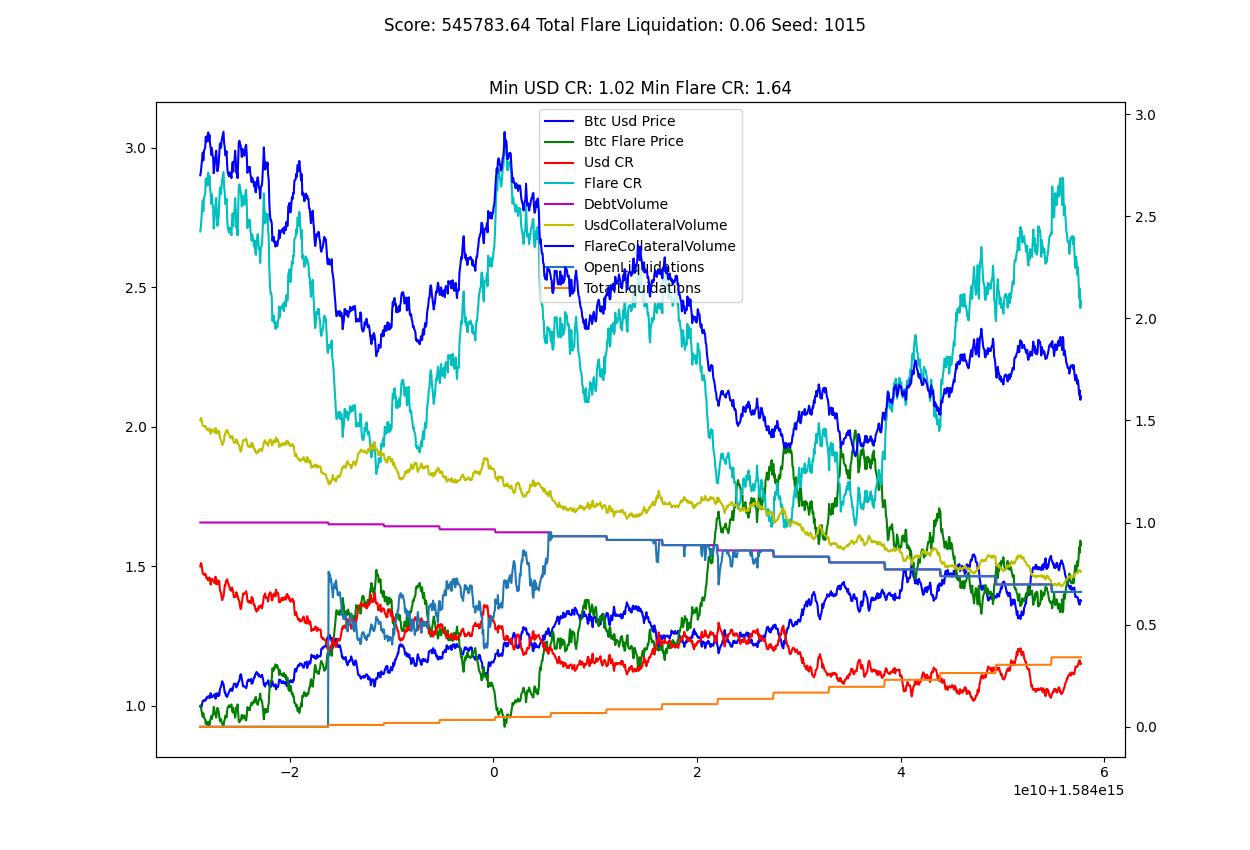 Score: 545783.64 Total Flare Liquidation: 0.06 Seed: 1015
Min USD CR: 1.02 Min Flare CR: 1.64
Btc Usd Price
Btc Flare Price
Usd CR
Flare CR
DebtVolume
UsdCollateralVolume
FlareCollateralVolume
OpenLiquidations
TotalLiquidations
3.0
2.5
2.0
1.5
1.0
3.0
2.5
2.0
1.5
1.0
0.5
0.0
−2 0 2 4 6
1e10+1.584e15